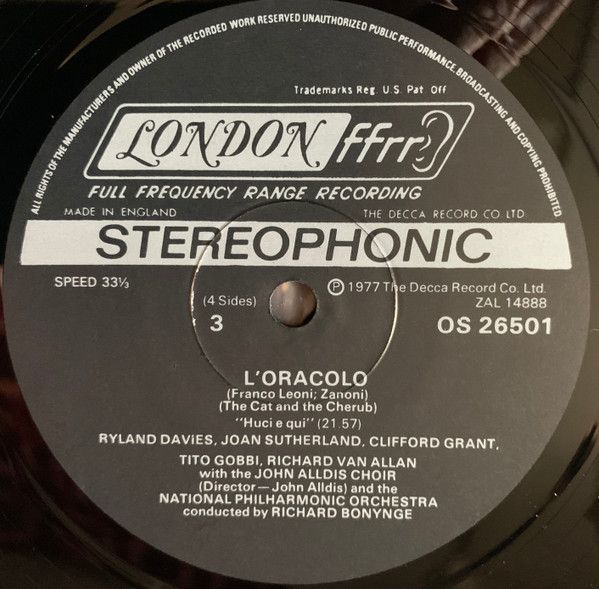 ALL RIGHTS OF THE MANUFACTURERS AND OWNER OF THE RECORDED WORK RESERVED UNAUTHORIZED PUBLIC PERFORMANCE. BROADCASTING AND COPYING PROHIBITED
Trademarks Reg. U.S. Pat. Off
LONDON ffrr
FULL FREQUENCY RANGE RECORDING
MADE IN ENGLAND THE DECCA RECORD CO LTD
STEREOPHONIC
SPEED 33⅓
(4 Sides) ℗ 1977 The Decca Record Co. Ltd.
ZAL 14888
3 OS 26501
L'ORACOLO
(Franco Leoni; Zanoni)
(The Cat and the Cherub)
"Huci e qui" (21.57)
RYLAND DAVIES, JOAN SUTHERLAND, CLIFFORD GRANT,
TITO GOBBI, RICHARD VAN ALLAN
with the JOHN ALLDIS CHOIR
(Director — John Alldis) and the
NATIONAL PHILHARMONIC ORCHESTRA
conducted by RICHARD BONYNGE